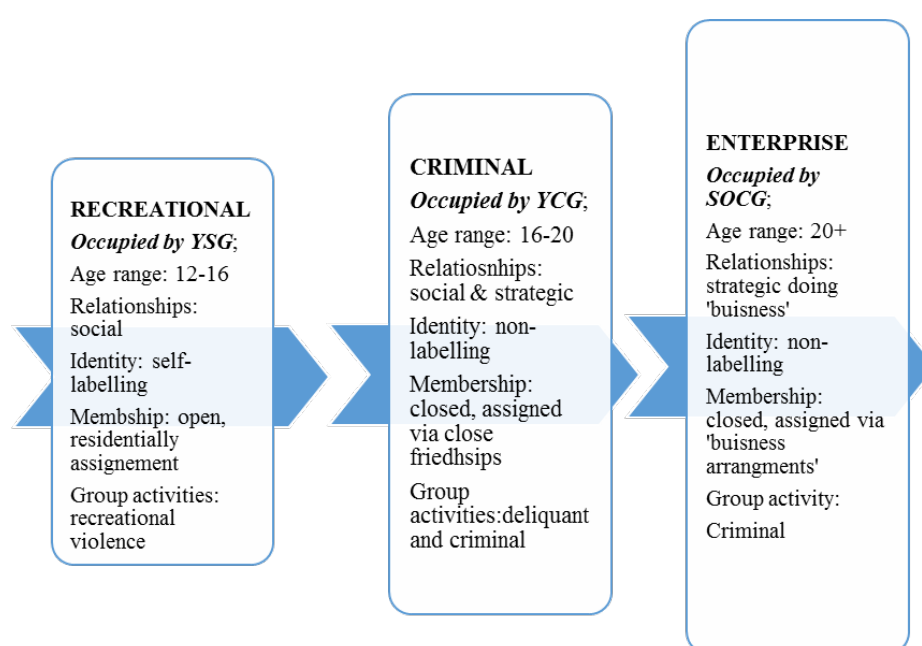 RECREATIONAL
Occupied by YSG;
Age range: 12-16
Relationships:
social
Identity: self-
labelling
Membship: open,
residentially
assignement
Group activities:
recreational
violence
CRIMINAL
Occupied by YCG;
Age range: 16-20
Relatiosnhips:
social & strategic
Identity: non-
labelling
Membership:
closed, assigned
via close
friedhsips
Group
activities:deliquant
and criminal
ENTERPRISE
Occupied by
SOCG;
Age range: 20+
Relationships:
strategic doing
'buisness'
Identity: non-
labelling
Membership:
closed, assigned via
'buisness
arrangments'
Group activity:
Criminal